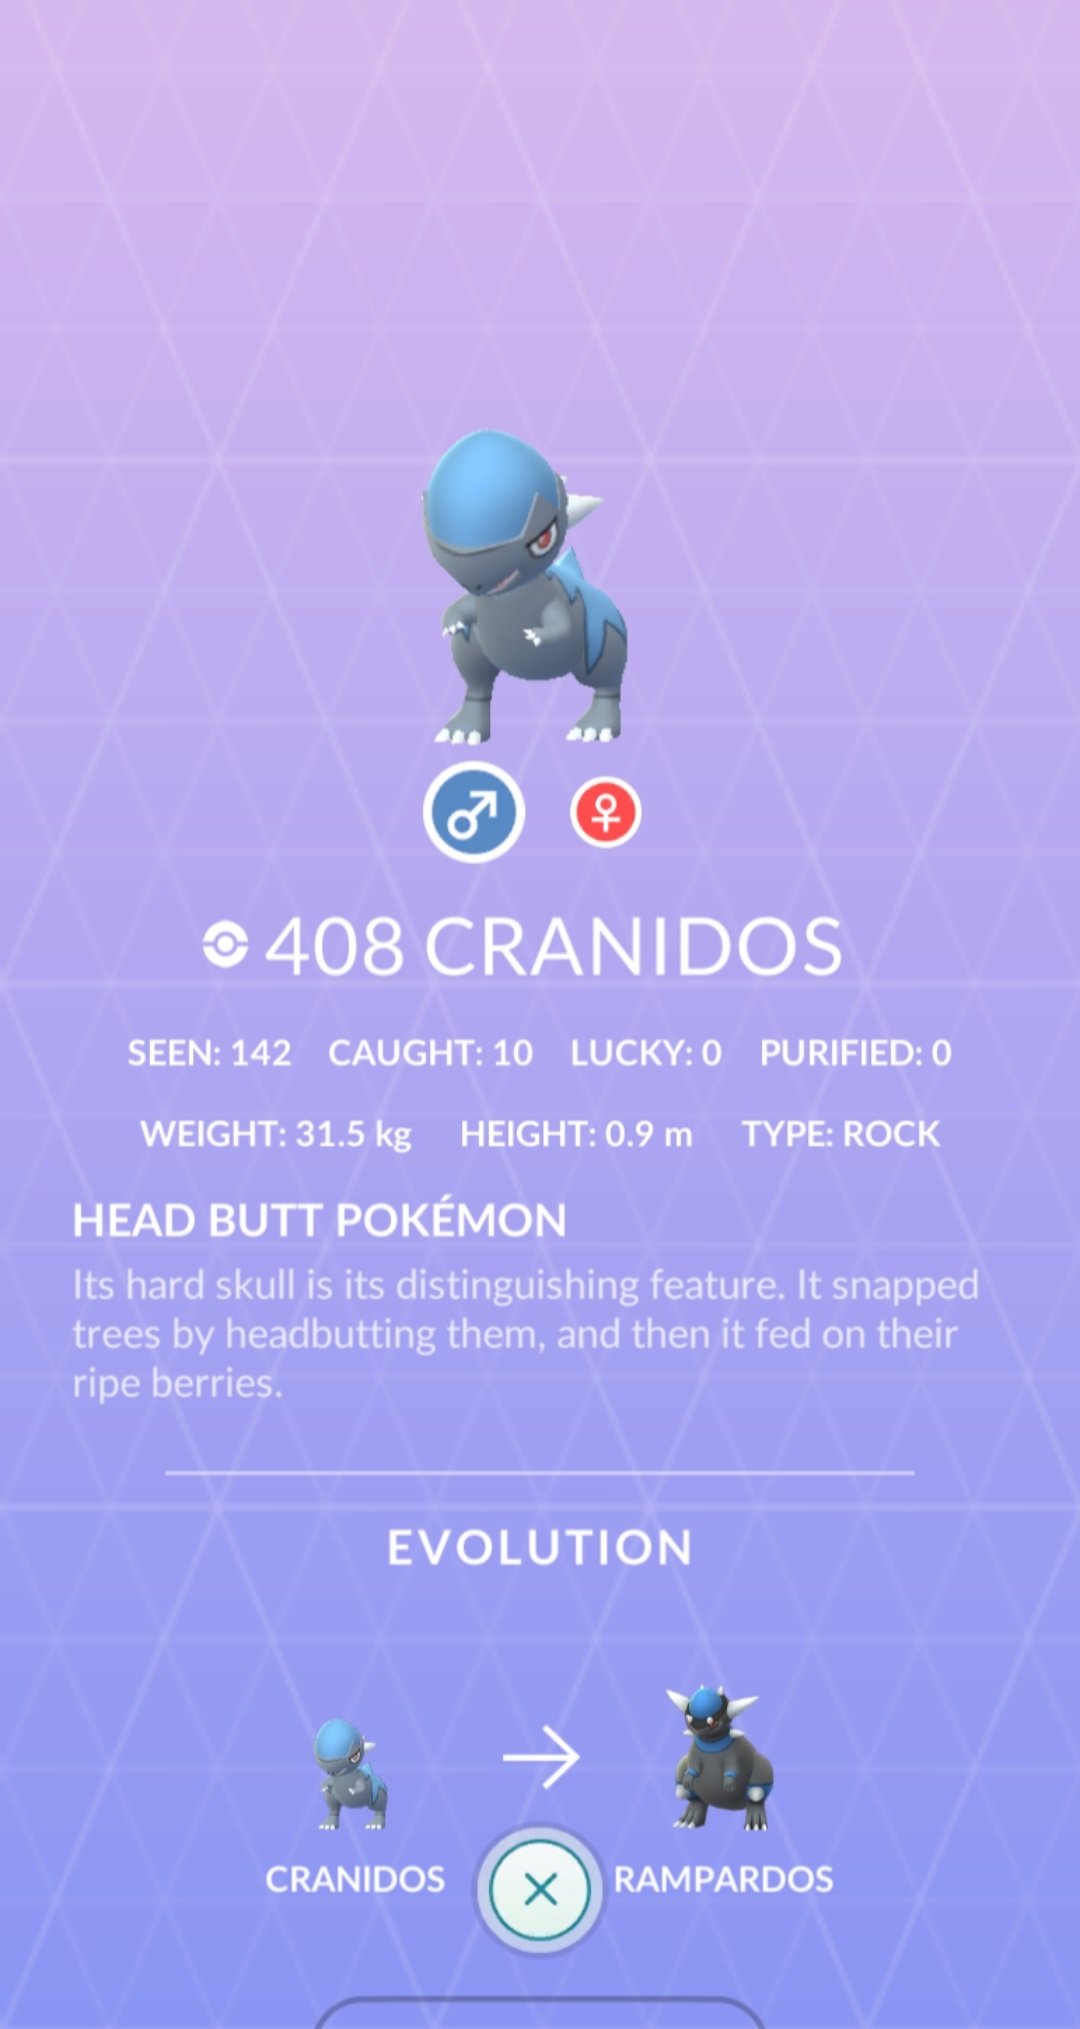 408 CRANIDOS
SEEN: 142 CAUGHT: 10 LUCKY: 0 PURIFIED: 0
WEIGHT: 31.5 kg HEIGHT: 0.9 m TYPE: ROCK
HEAD BUTT POKÉMON
Its hard skull is its distinguishing feature. It snapped
trees by headbutting them, and then it fed on their
ripe berries.
EVOLUTION
CRANIDOS RAMPARDOS